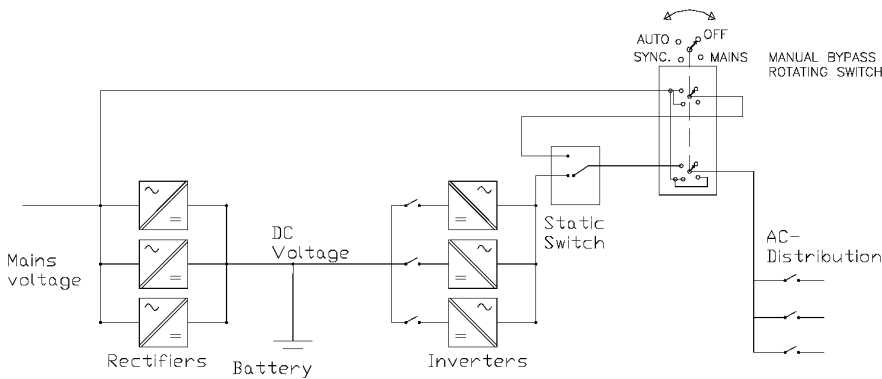 AUTO OFF
SYNC. MAINS
MANUAL BYPASS
ROTATING SWITCH
DC
Voltage
Static
Switch
AC-
Distribution
Mains
voltage
Rectifiers
Battery
Inverters